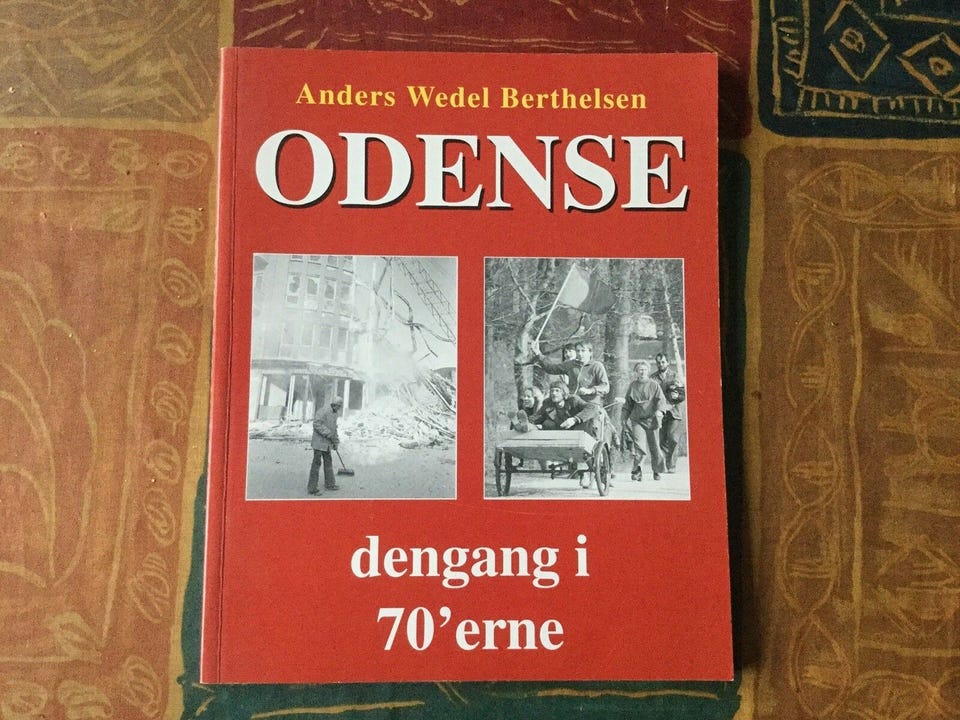 Anders Wedel Berthelsen
ODENSE
dengang i
70'erne